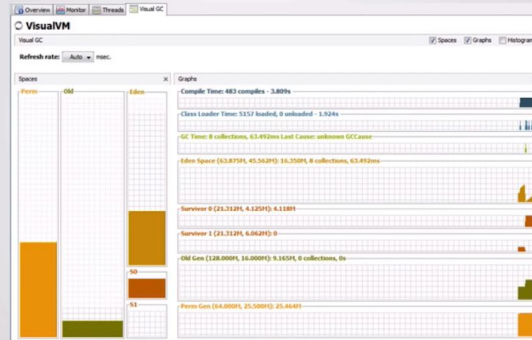 Overview Monitor Threads Visual GC
VisualVM
Visual GC
Spaces Graphs Histogram
Refresh rate: Auto msec.
Spaces
Graphs
Perm
Old
Eden
S0
S1
Compile Time: 483 compiles - 3.809s
Class Loader Time: 5157 loaded, 0 unloaded - 1.924s
GC Time: 8 collections, 63.492ms Last Cause: unknown GCCause
Eden Space (63.875M, 45.562M): 16.350M, 8 collections, 63.492ms
Survivor 0 (21.312M, 4.125M): 4.118M
Survivor 1 (21.312M, 6.062M): 0
Old Gen (128.000M, 16.000M): 9.165M, 0 collections, 0s
Perm Gen (64.000M, 25.500M): 25.464M